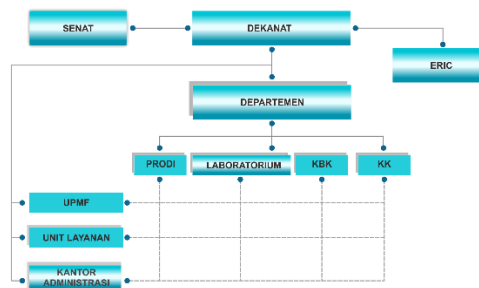 SENAT
DEKANAT
ERIC
DEPARTEMEN
PRODI
LABORATORIUM
KBK
KK
UPMF
UNIT LAYANAN
KANTOR
ADMINISTRASI